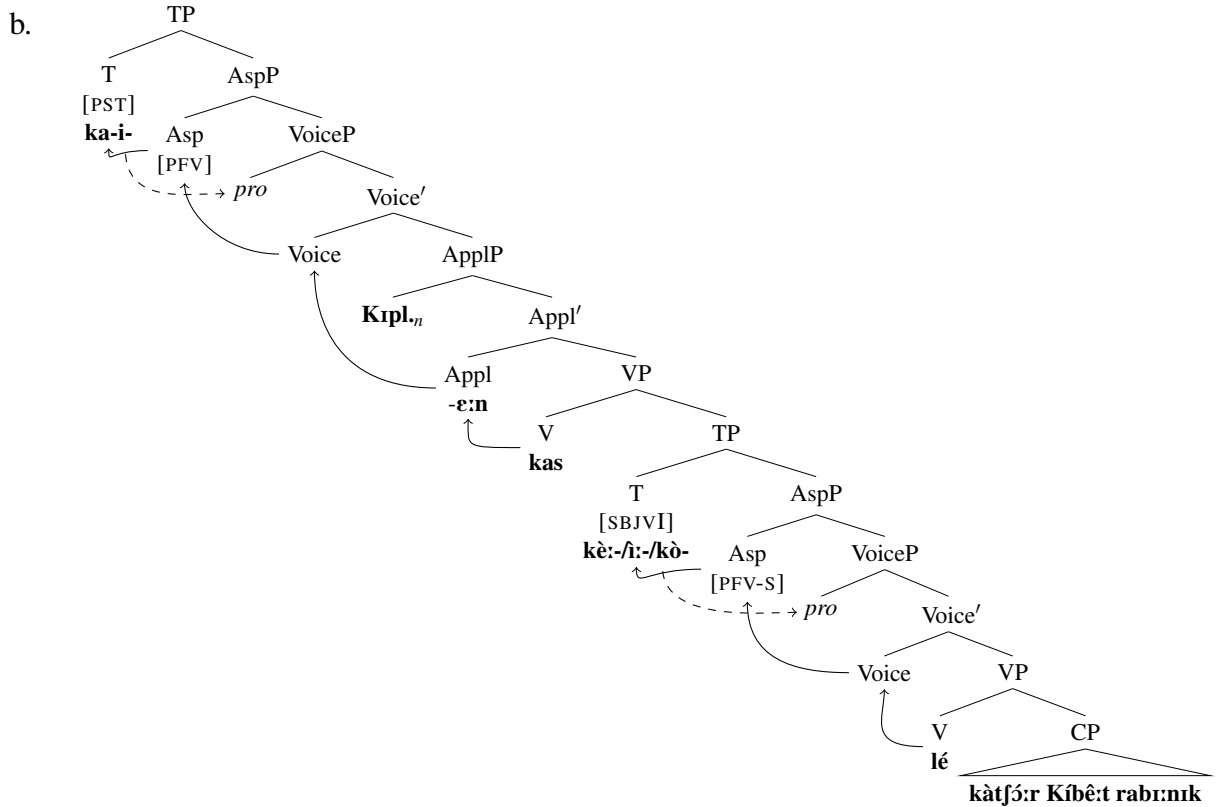 b.
TP
T AspP
[PST]
ka-i- Asp VoiceP
[PFV] pro
Voice′
Voice ApplP
Kɪpl.n Appl′
Appl VP
-ɛːn
V TP
kas
T AspP
[SBJVI]
kèː-/ìː-/kò- Asp VoiceP
[PFV-S] pro
Voice′
Voice VP
V CP
lé
kàtʃɔ́ːr Kíbêːt rabɪːnɪk